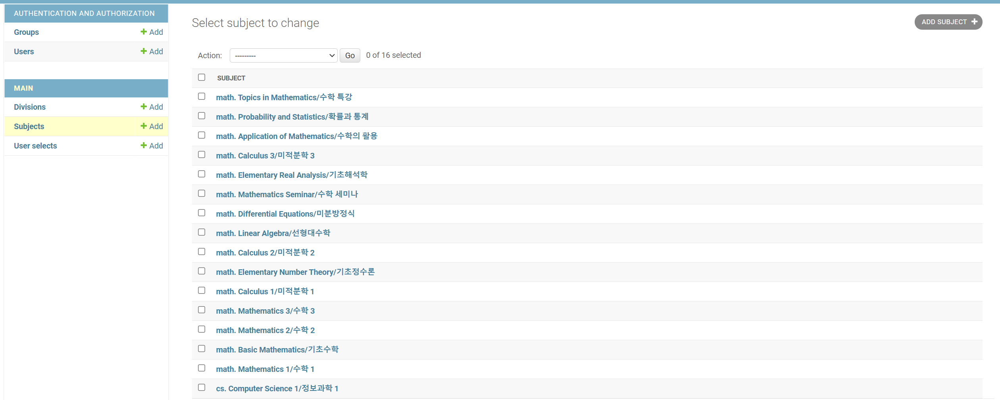 AUTHENTICATION AND AUTHORIZATION
Groups + Add
Users + Add
MAIN
Divisions + Add
Subjects + Add
User selects + Add
Select subject to change
ADD SUBJECT +
Action: --------- Go 0 of 16 selected
SUBJECT
math. Topics in Mathematics/수학 특강
math. Probability and Statistics/확률과 통계
math. Application of Mathematics/수학의 활용
math. Calculus 3/미적분학 3
math. Elementary Real Analysis/기초해석학
math. Mathematics Seminar/수학 세미나
math. Differential Equations/미분방정식
math. Linear Algebra/선형대수학
math. Calculus 2/미적분학 2
math. Elementary Number Theory/기초정수론
math. Calculus 1/미적분학 1
math. Mathematics 3/수학 3
math. Mathematics 2/수학 2
math. Basic Mathematics/기초수학
math. Mathematics 1/수학 1
cs. Computer Science 1/정보과학 1